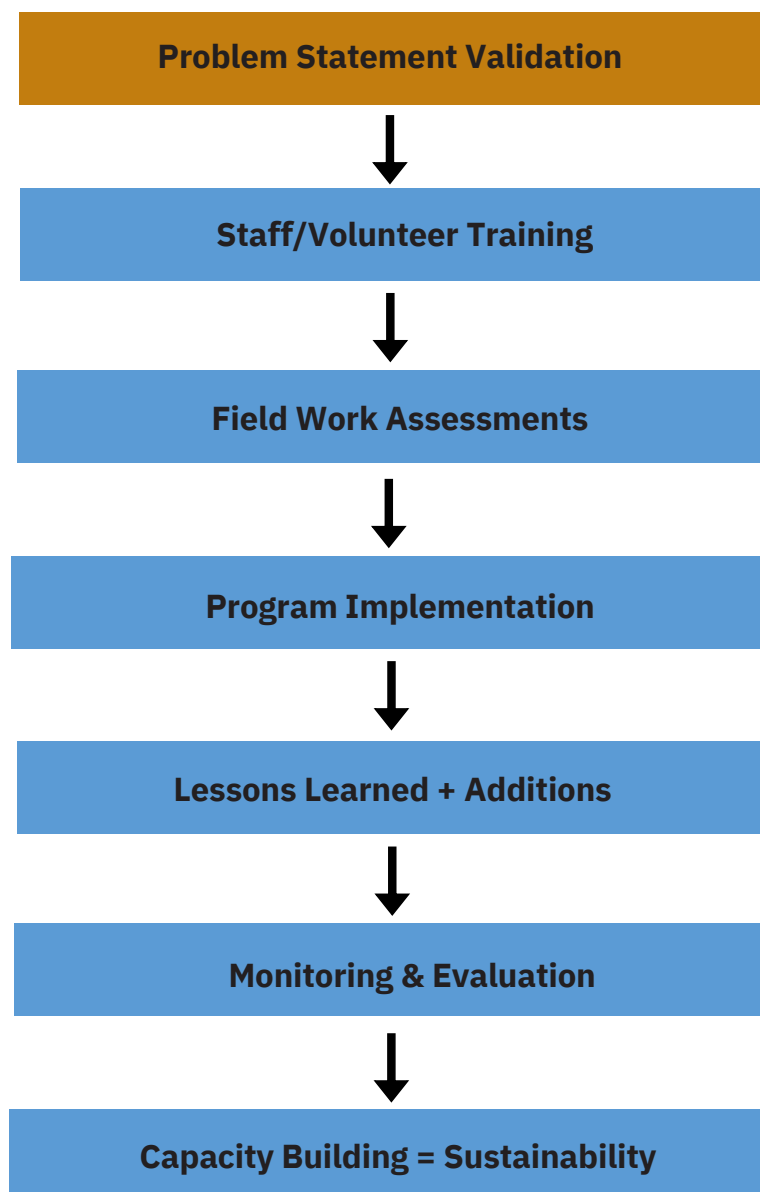 Problem Statement Validation
Staff/Volunteer Training
Field Work Assessments
Program Implementation
Lessons Learned + Additions
Monitoring & Evaluation
Capacity Building = Sustainability